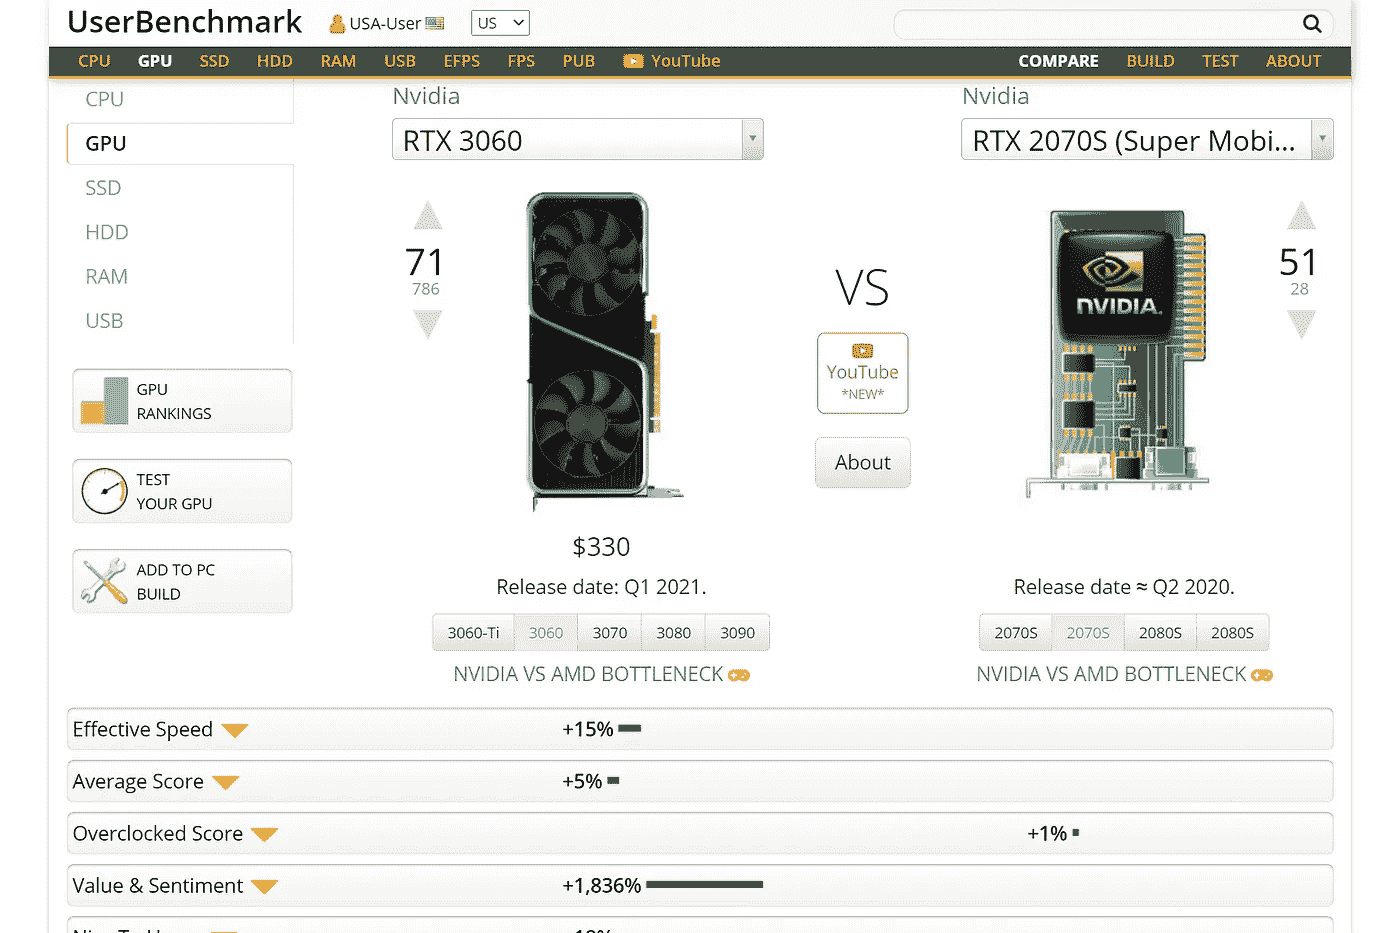 UserBenchmark USA-User US
CPU GPU SSD HDD RAM USB EFPS FPS PUB YouTube COMPARE BUILD TEST ABOUT
CPU
GPU
SSD
HDD
RAM
USB
GPU
RANKINGS
TEST
YOUR GPU
ADD TO PC
BUILD
Nvidia
RTX 3060
71
786
VS
YouTube
*NEW*
About
Nvidia
RTX 2070S (Super Mobi...
51
28
NVIDIA.
$330
Release date: Q1 2021.
3060-Ti 3060 3070 3080 3090
NVIDIA VS AMD BOTTLENECK
Release date ≈ Q2 2020.
2070S 2070S 2080S 2080S
NVIDIA VS AMD BOTTLENECK
Effective Speed +15%
Average Score +5%
Overclocked Score +1%
Value & Sentiment +1,836%